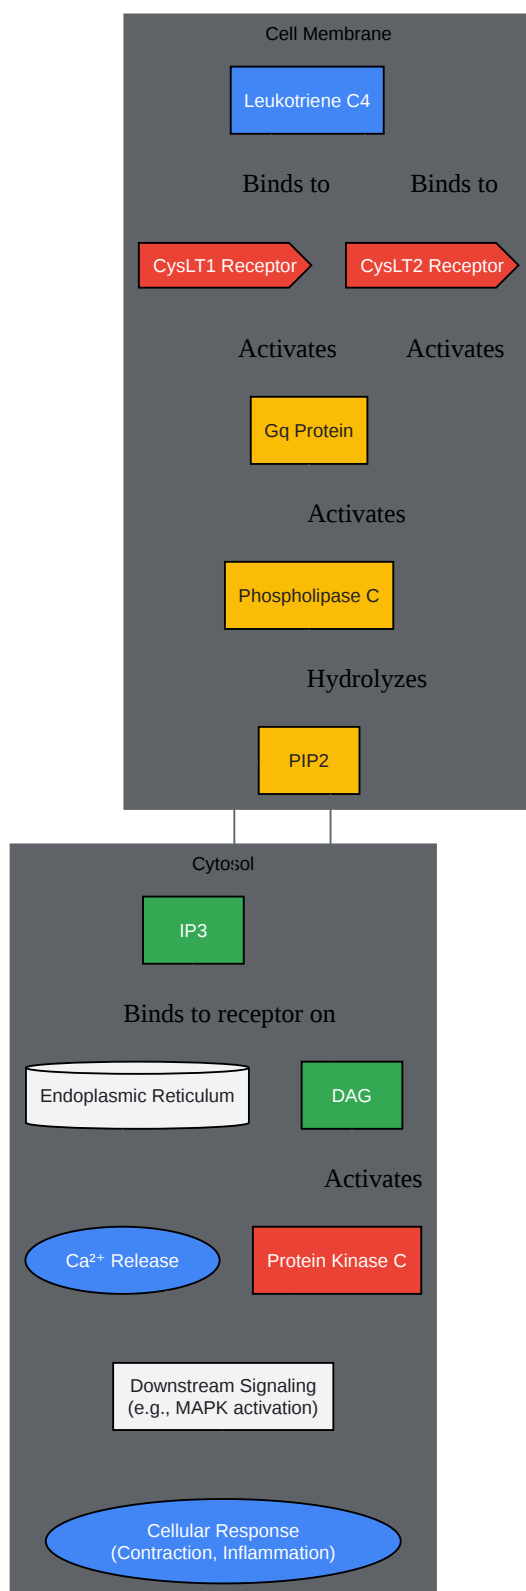 Cell Membrane
Leukotriene C4
Binds to
Binds to
CysLT1 Receptor
CysLT2 Receptor
Activates
Activates
Gq Protein
Activates
Phospholipase C
Hydrolyzes
PIP2
Cytosol
IP3
Binds to receptor on
Endoplasmic Reticulum
DAG
Activates
Ca²⁺ Release
Protein Kinase C
Downstream Signaling
(e.g., MAPK activation)
Cellular Response
(Contraction, Inflammation)